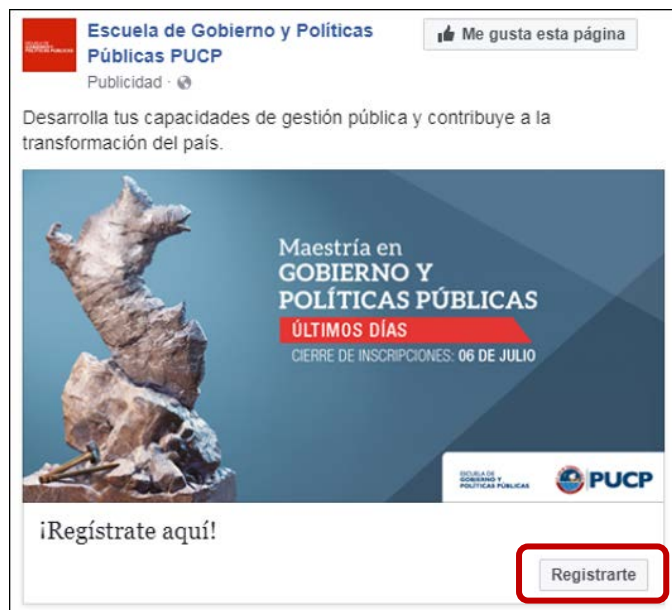 Escuela de Gobierno y Políticas
Públicas PUCP
Me gusta esta página
Publicidad ·
Desarrolla tus capacidades de gestión pública y contribuye a la
transformación del país.
Maestría en
GOBIERNO Y
POLÍTICAS PÚBLICAS
ÚLTIMOS DÍAS
CIERRE DE INSCRIPCIONES: 06 DE JULIO
ESCUELA DE
GOBIERNO Y
POLÍTICAS PÚBLICAS
PUCP
¡Regístrate aquí!
Registrarte